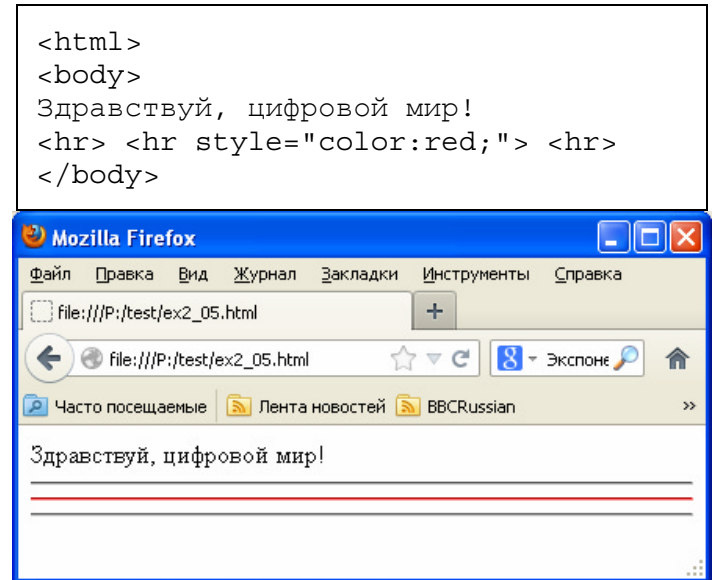 <html>
<body>
Здравствуй, цифровой мир!
<hr> <hr style="color:red;"> <hr>
</body>
Mozilla Firefox
Файл Правка Вид Журнал Закладки Инструменты Справка
file:///P:/test/ex2_05.html +
file:///P:/test/ex2_05.html 8 Экспоне
Часто посещаемые Лента новостей BBCRussian »
Здравствуй, цифровой мир!